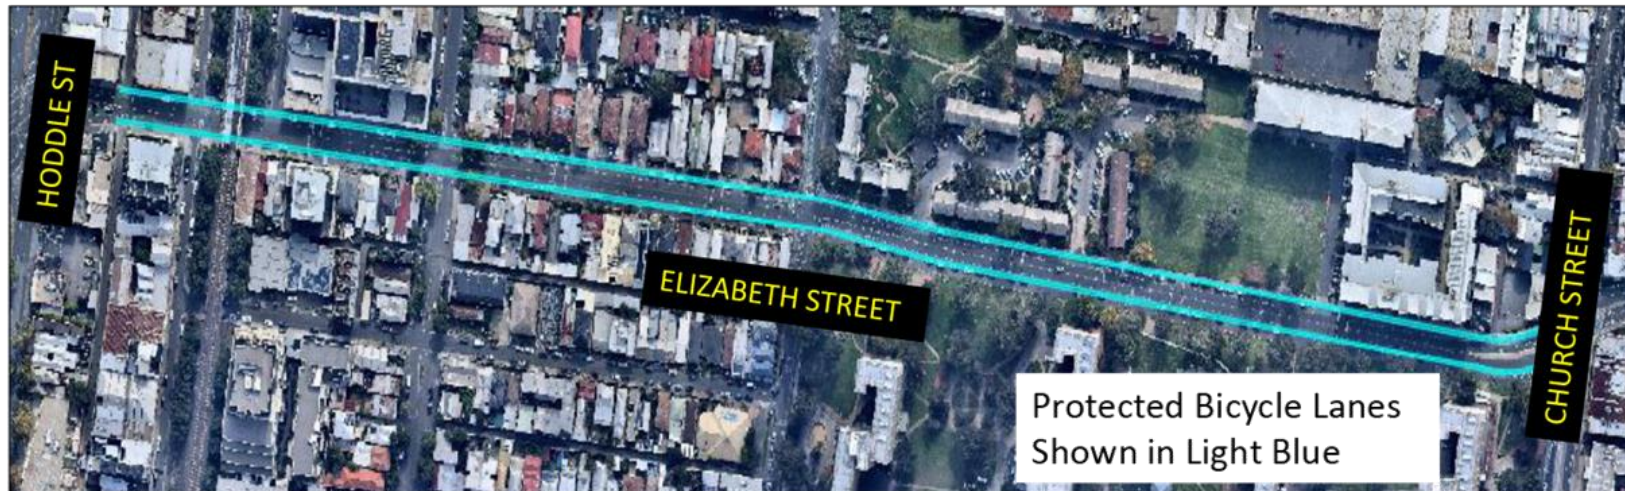 HODDLE ST
ELIZABETH STREET
CHURCH STREET
Protected Bicycle Lanes
Shown in Light Blue